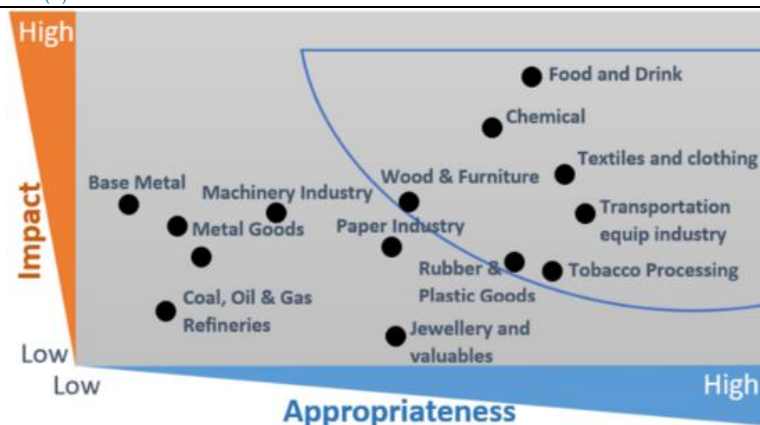 High
Food and Drink
Chemical
Textiles and clothing
Wood & Furniture
Base Metal
Machinery Industry
Transportation
equip industry
Metal Goods
Paper Industry
Rubber &
Plastic Goods
Tobacco Processing
Coal, Oil & Gas
Refineries
Jewellery and
valuables
Impact
Low
Low
High
Appropriateness